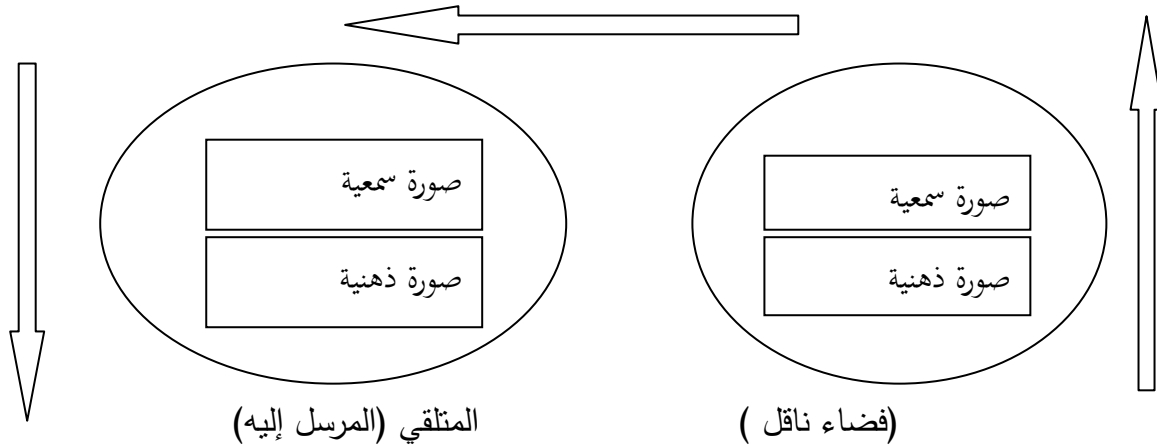 صورة سمعية
صورة ذهنية
صورة سمعية
صورة ذهنية
(فضاء ناقل )
المتلقي (المرسل إليه)